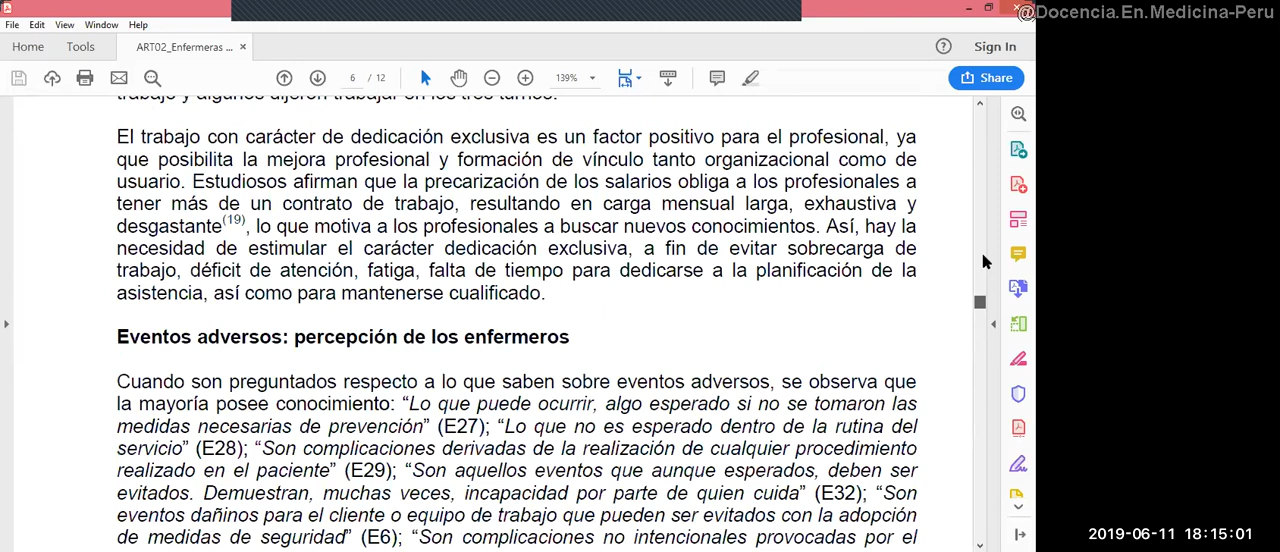 @Docencia.En.Medicina-Peru
File Edit View Window Help
Home Tools ART02_Enfermeras ... × Sign In
6 / 12 139% Share
trabajo y algunos dijeron trabajar en los tres turnos.
El trabajo con carácter de dedicación exclusiva es un factor positivo para el profesional, ya
que posibilita la mejora profesional y formación de vínculo tanto organizacional como de
usuario. Estudiosos afirman que la precarización de los salarios obliga a los profesionales a
tener más de un contrato de trabajo, resultando en carga mensual larga, exhaustiva y
desgastante(19), lo que motiva a los profesionales a buscar nuevos conocimientos. Así, hay la
necesidad de estimular el carácter dedicación exclusiva, a fin de evitar sobrecarga de
trabajo, déficit de atención, fatiga, falta de tiempo para dedicarse a la planificación de la
asistencia, así como para mantenerse cualificado.
Eventos adversos: percepción de los enfermeros
Cuando son preguntados respecto a lo que saben sobre eventos adversos, se observa que
la mayoría posee conocimiento: “Lo que puede ocurrir, algo esperado si no se tomaron las
medidas necesarias de prevención” (E27); “Lo que no es esperado dentro de la rutina del
servicio” (E28); “Son complicaciones derivadas de la realización de cualquier procedimiento
realizado en el paciente” (E29); “Son aquellos eventos que aunque esperados, deben ser
evitados. Demuestran, muchas veces, incapacidad por parte de quien cuida” (E32); “Son
eventos dañinos para el cliente o equipo de trabajo que pueden ser evitados con la adopción
de medidas de seguridad” (E6); “Son complicaciones no intencionales provocadas por el
2019-06-11 18:15:01